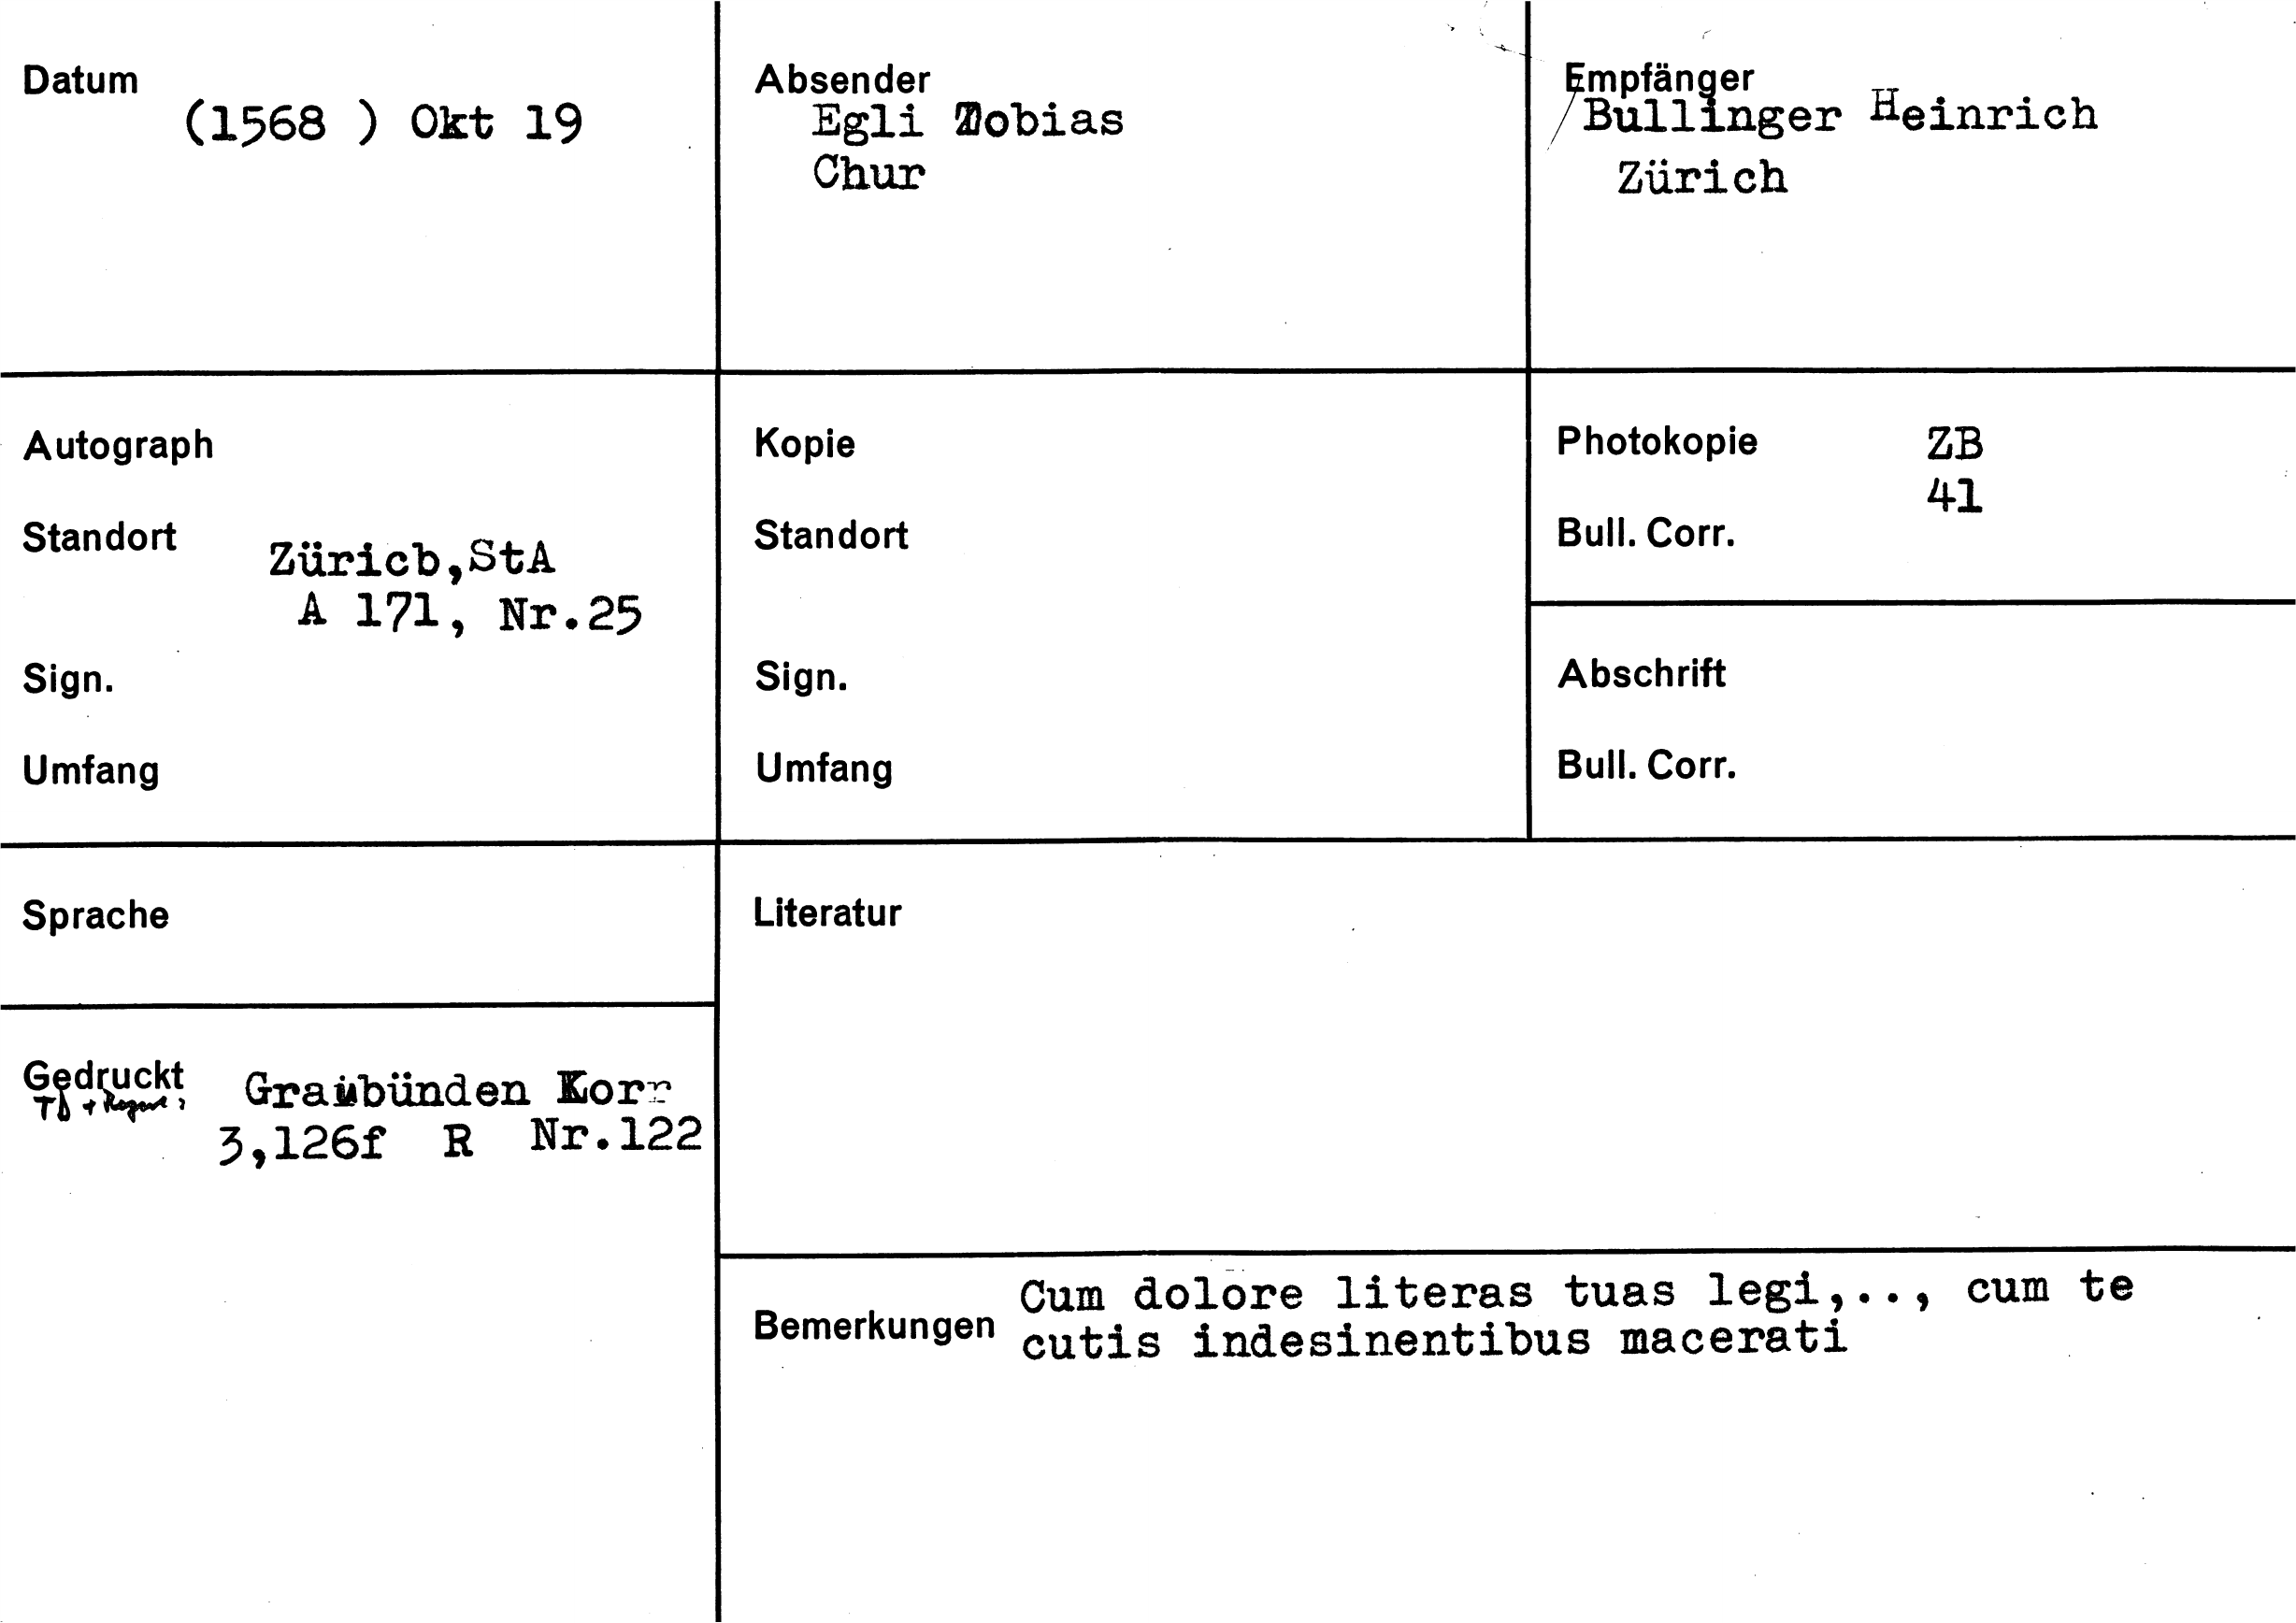 Datum
(1568 ) Okt 19
Absender
Egli Tobias
Chur
Empfänger
Bullinger Heinrich
Zürich
Autograph
Standort
Züricb,StA
A 171, Nr.25
Sign.
Umfang
Kopie
Standort
Sign.
Umfang
Photokopie ZB
41
Bull. Corr.
Abschrift
Bull. Corr.
Sprache
Gedruckt
Graubünden Korr
3,126f R Nr.122
Literatur
Bemerkungen
Cum dolore literas tuas legi,.., cum te
cutis indesinentibus macerati